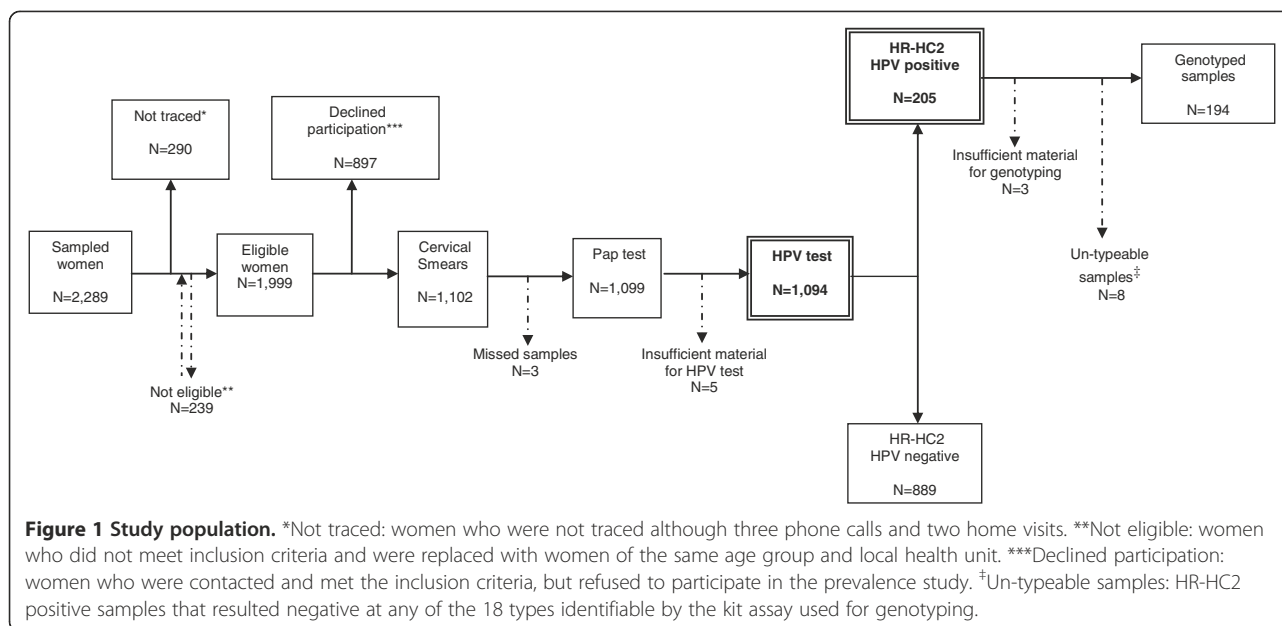 Sampled
women
N=2,289
Not traced*
N=290
Not eligible**
N=239
Eligible
women
N=1,999
Declined
participation***
N=897
Cervical
Smears
N=1,102
Missed samples
N=3
Pap test
N=1,099
Insufficient material
for HPV test
N=5
HPV test
N=1,094
HR-HC2
HPV positive
N=205
HR-HC2
HPV negative
N=889
Insufficient material
for genotyping
N=3
Un-typeable
samples‡
N=8
Genotyped
samples
N=194
Figure 1 Study population. *Not traced: women who were not traced although three phone calls and two home visits. **Not eligible: women
who did not meet inclusion criteria and were replaced with women of the same age group and local health unit. ***Declined participation:
women who were contacted and met the inclusion criteria, but refused to participate in the prevalence study. ‡Un-typeable samples: HR-HC2
positive samples that resulted negative at any of the 18 types identifiable by the kit assay used for genotyping.